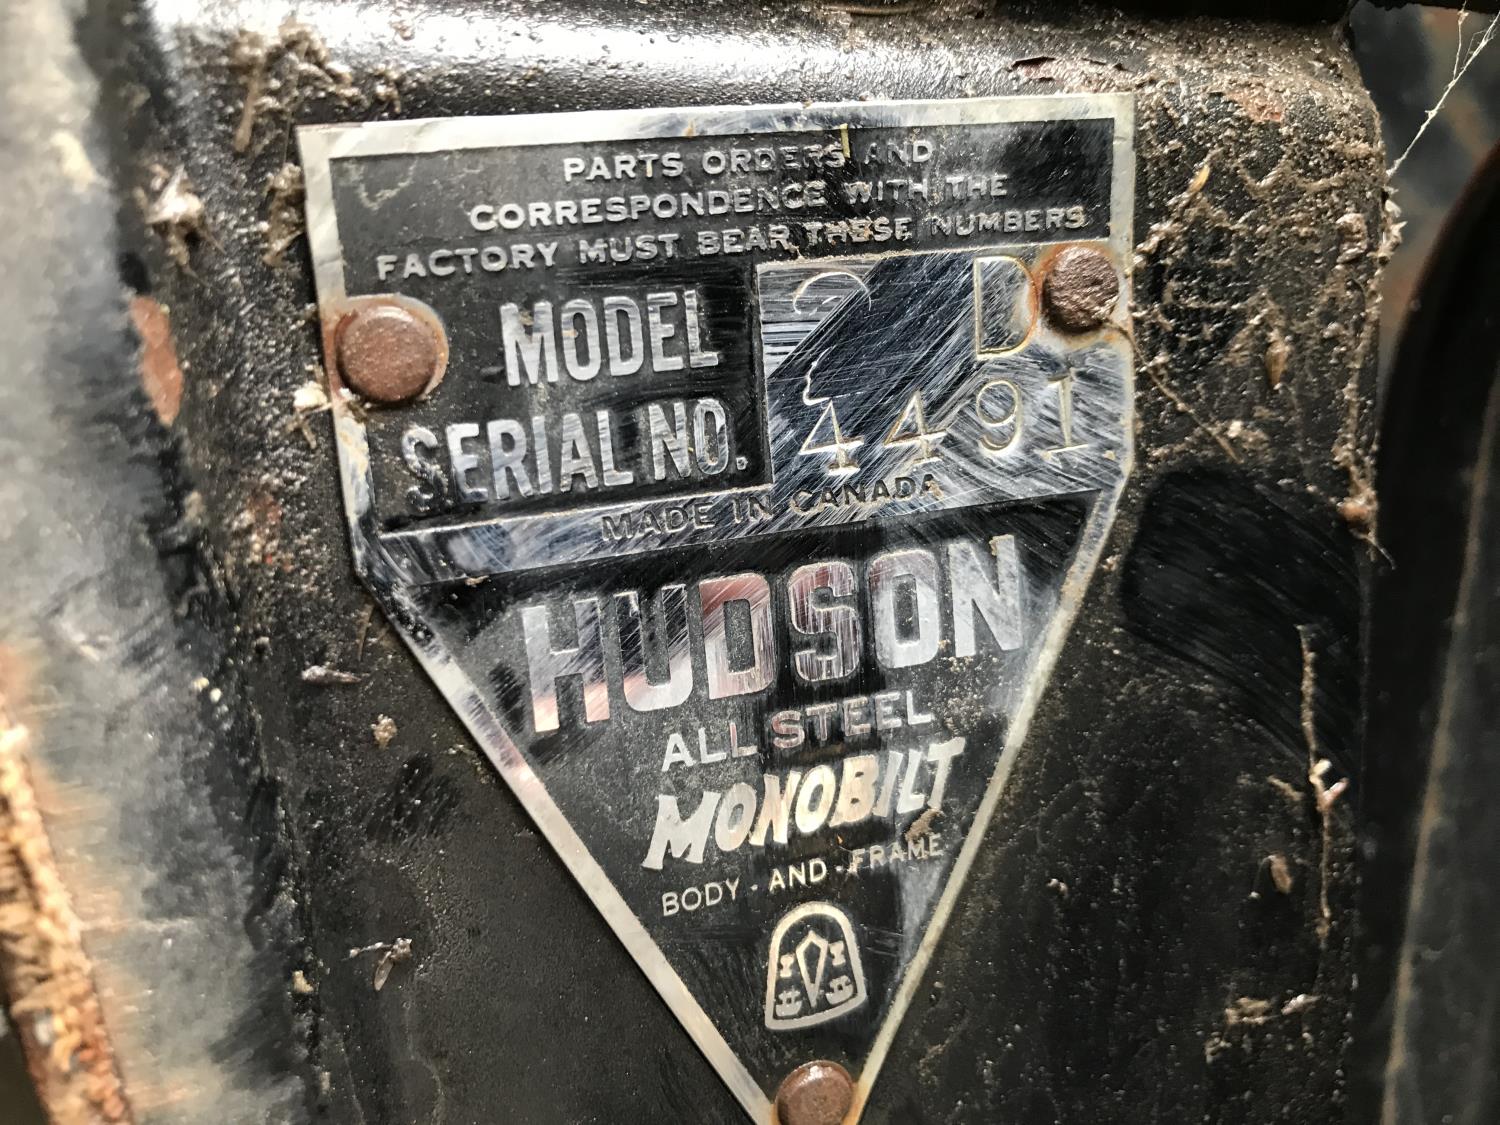 PARTS ORDERS AND
CORRESPONDENCE WITH THE
FACTORY MUST BEAR THESE NUMBERS
MODEL D
SERIAL NO. 4491
MADE IN CANADA
HUDSON
ALL STEEL
MONOBILT
BODY - AND - FRAME